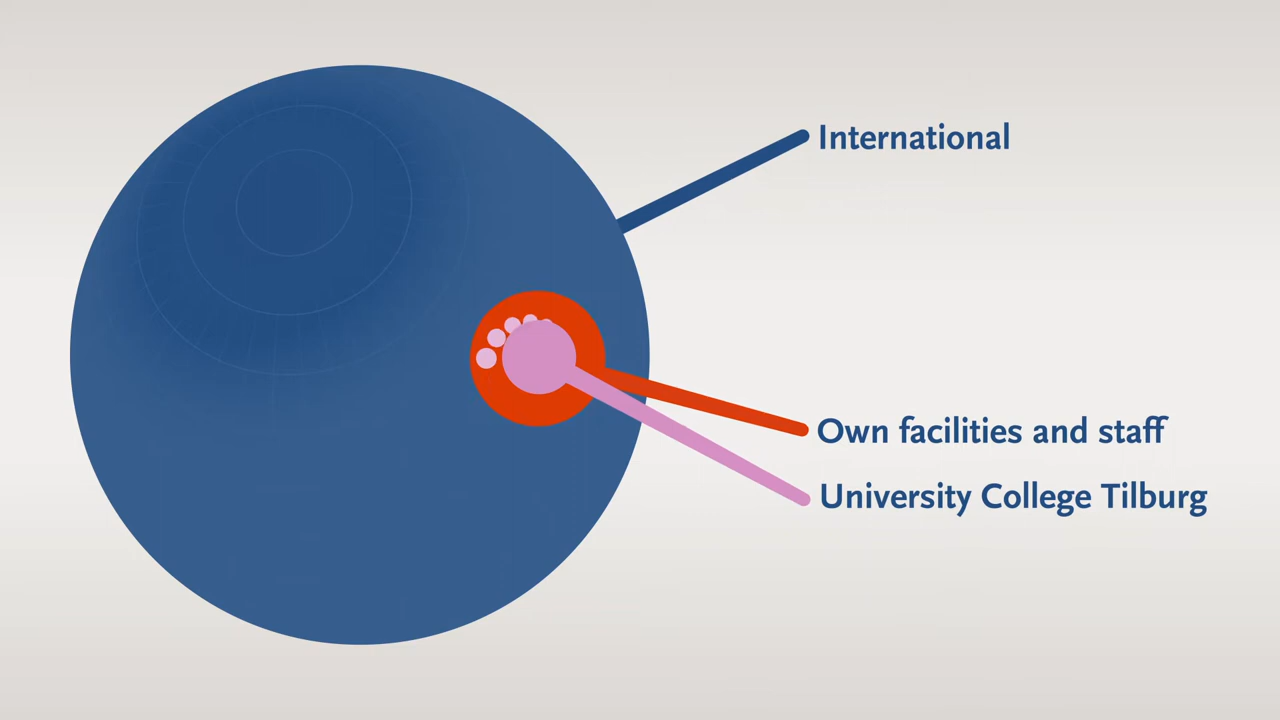 International
Own facilities and staff
University College Tilburg